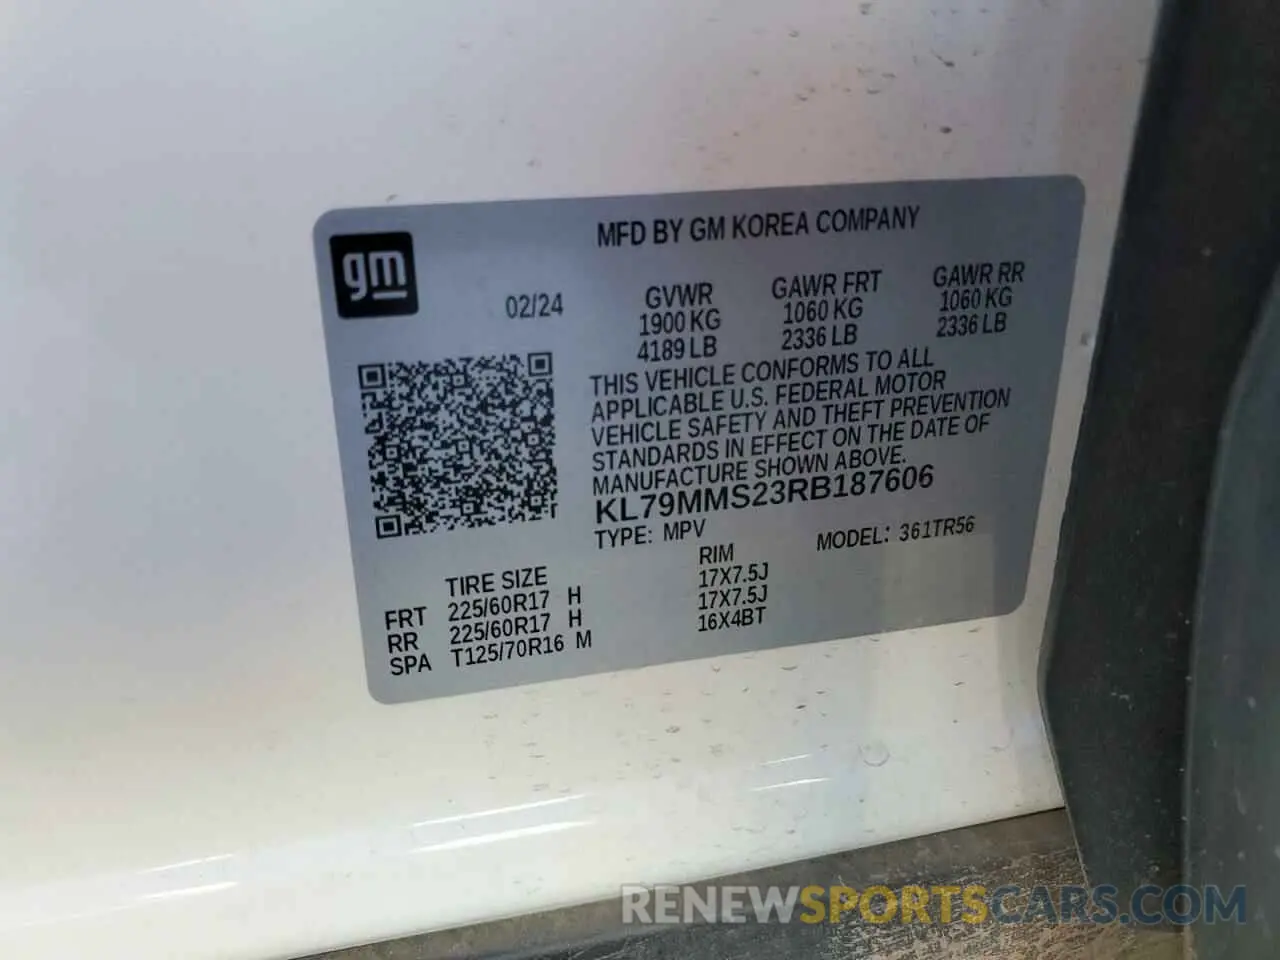 gm
MFD BY GM KOREA COMPANY
02/24
GVWR GAWR FRT GAWR RR
1900 KG 1060 KG 1060 KG
4189 LB 2336 LB 2336 LB
THIS VEHICLE CONFORMS TO ALL
APPLICABLE U.S. FEDERAL MOTOR
VEHICLE SAFETY AND THEFT PREVENTION
STANDARDS IN EFFECT ON THE DATE OF
MANUFACTURE SHOWN ABOVE.
KL79MMS23RB187606
TYPE: MPV MODEL: 361TR56
TIRE SIZE RIM
FRT 225/60R17 H 17X7.5J
RR 225/60R17 H 17X7.5J
SPA T125/70R16 M 16X4BT
RENEWSPORTSCARS.COM